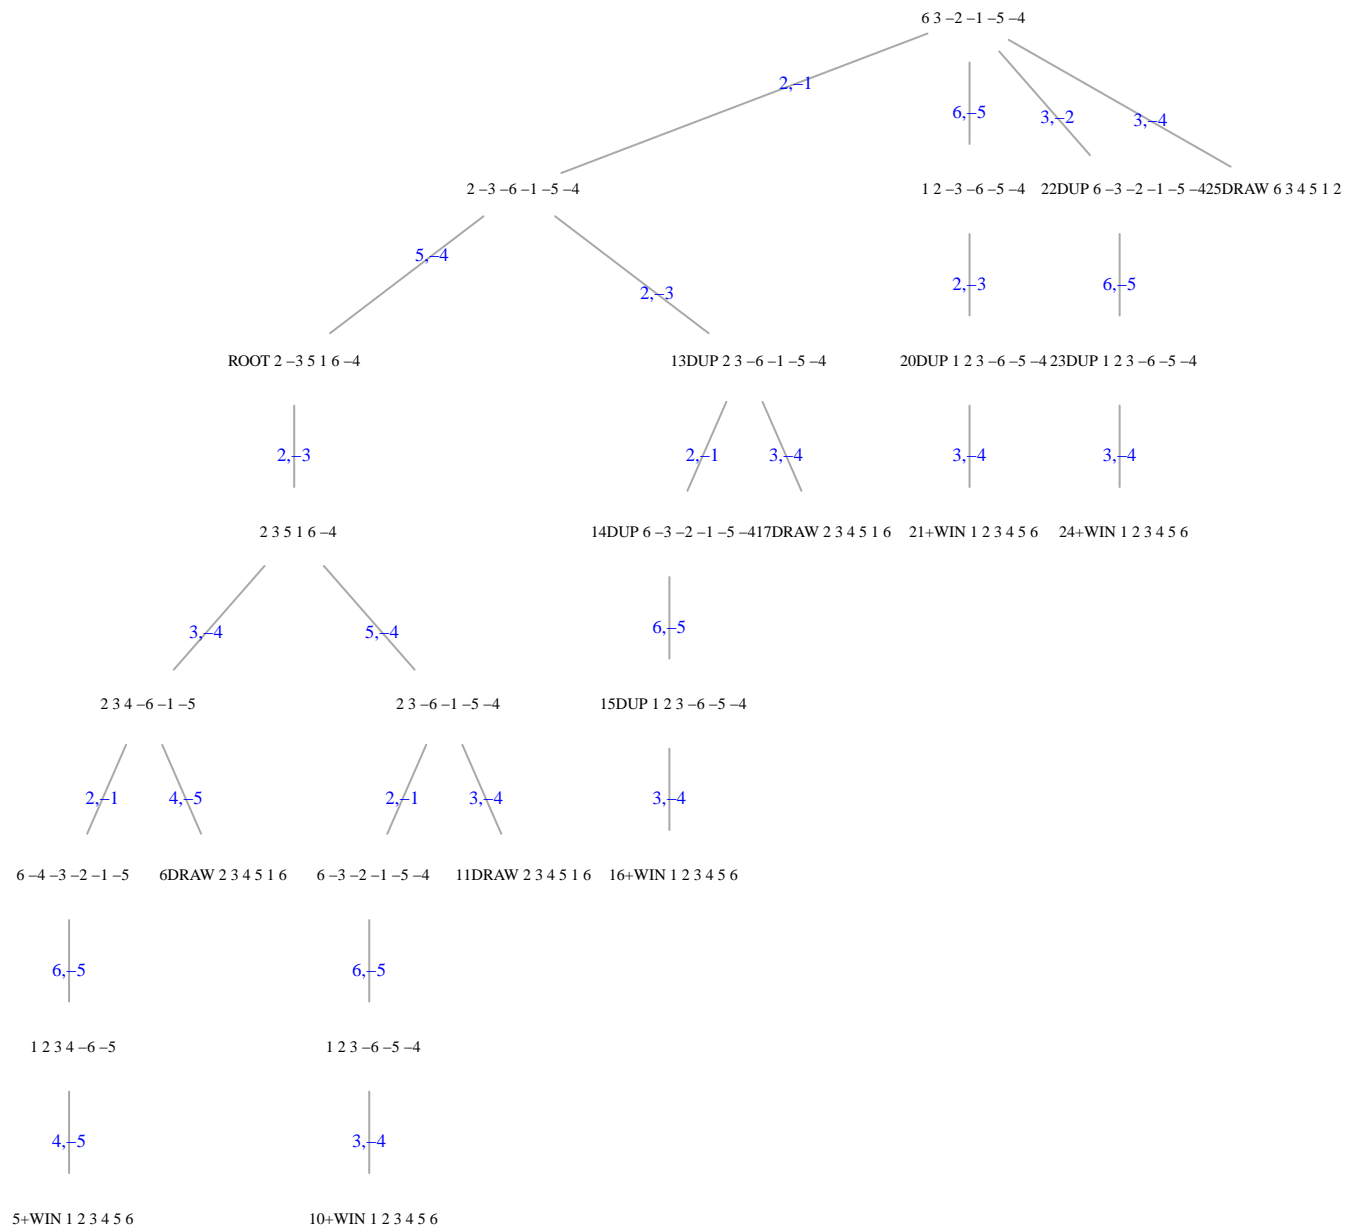 6 3 −2 −1 −5 −4
2,−1
6,−5
3,−2
3,−4
2 −3 −6 −1 −5 −4
1 2 −3 −6 −5 −4
22DUP 6 −3 −2 −1 −5 −4
25DRAW 6 3 4 5 1 2
5,−4
2,−3
2,−3
6,−5
ROOT 2 −3 5 1 6 −4
13DUP 2 3 −6 −1 −5 −4
20DUP 1 2 3 −6 −5 −4
23DUP 1 2 3 −6 −5 −4
2,−3
2,−1
3,−4
3,−4
3,−4
2 3 5 1 6 −4
14DUP 6 −3 −2 −1 −5 −4
17DRAW 2 3 4 5 1 6
21+WIN 1 2 3 4 5 6
24+WIN 1 2 3 4 5 6
3,−4
5,−4
6,−5
2 3 4 −6 −1 −5
2 3 −6 −1 −5 −4
15DUP 1 2 3 −6 −5 −4
2,−1
4,−5
2,−1
3,−4
3,−4
6 −4 −3 −2 −1 −5
6DRAW 2 3 4 5 1 6
6 −3 −2 −1 −5 −4
11DRAW 2 3 4 5 1 6
16+WIN 1 2 3 4 5 6
6,−5
6,−5
1 2 3 4 −6 −5
1 2 3 −6 −5 −4
4,−5
3,−4
5+WIN 1 2 3 4 5 6
10+WIN 1 2 3 4 5 6